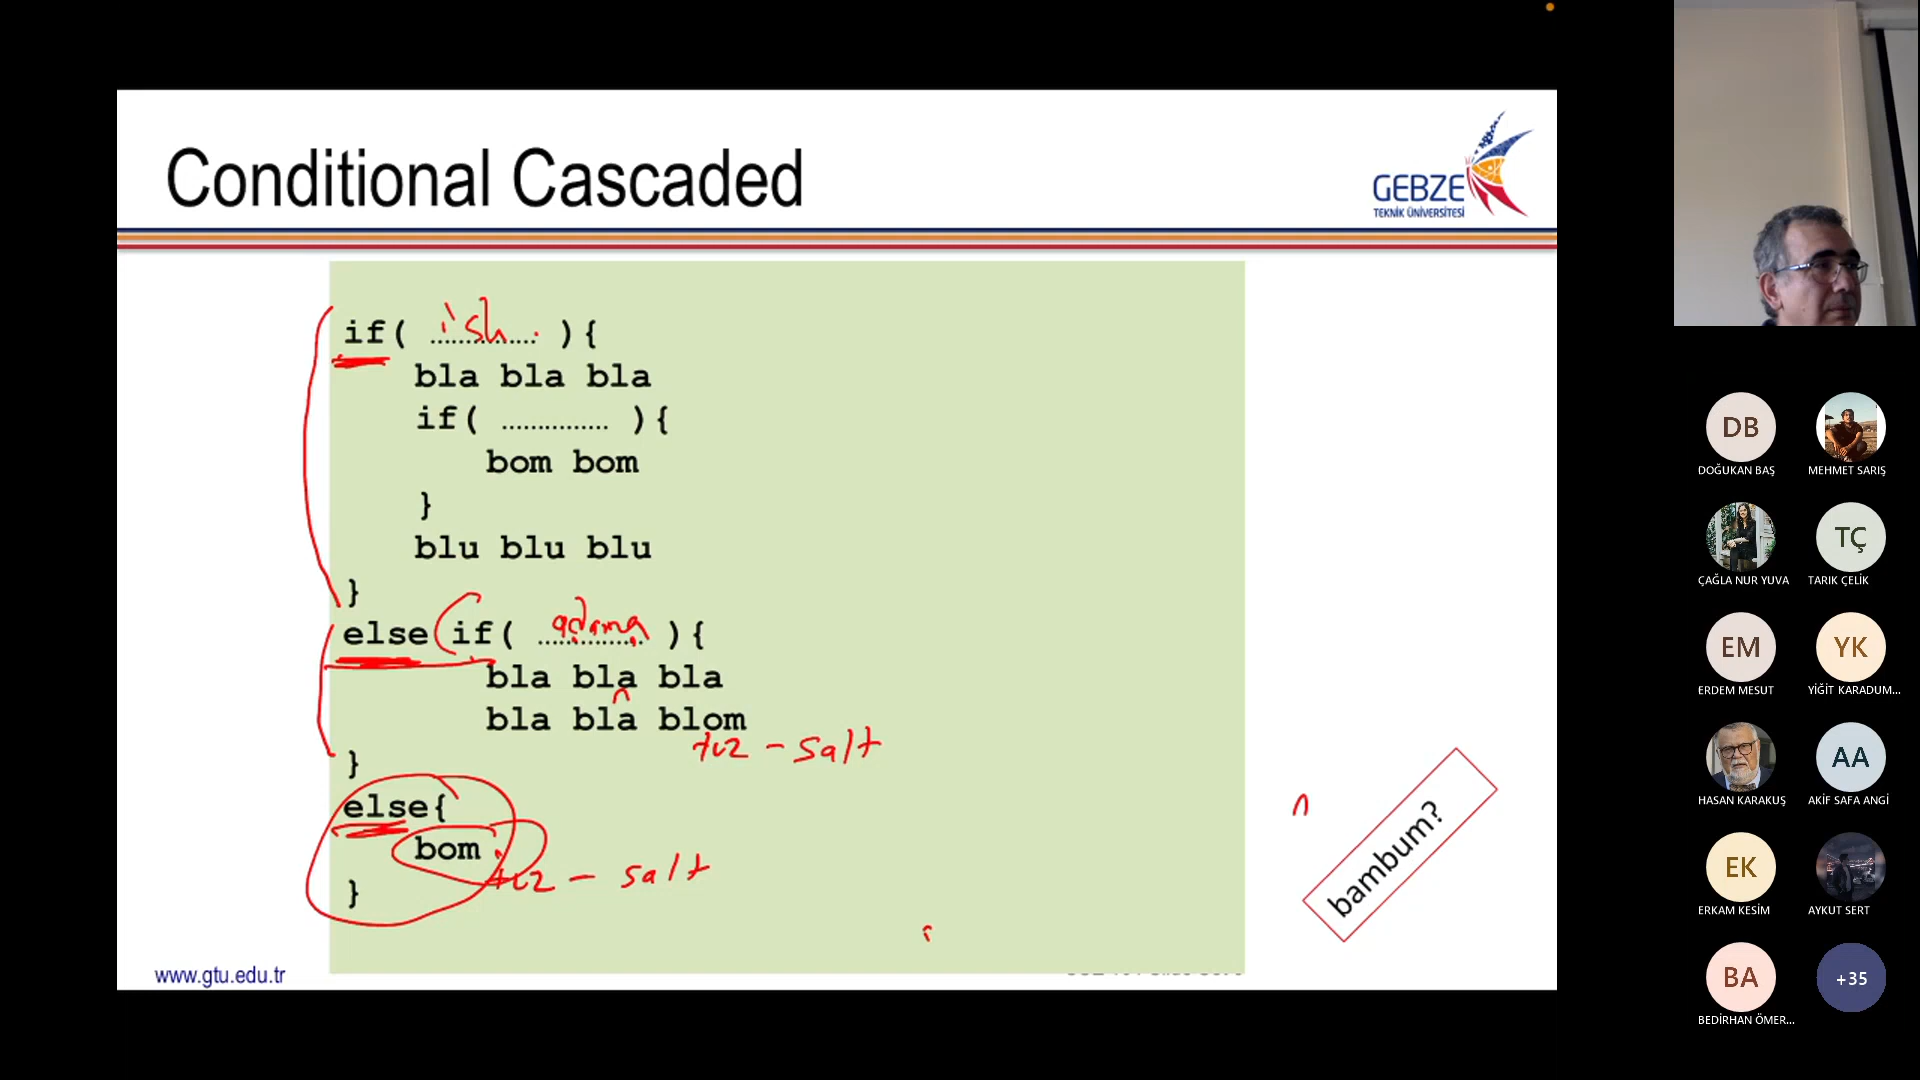 Conditional Cascaded
GEBZE
TEKNİK ÜNİVERSİTESİ
if( ............... ){
bla bla bla
if( ............... ){
bom bom
}
blu blu blu
}
else if( ............... ){
bla bla bla
bla bla blom
tuz - salt
}
else{
bom
tuz - salt
}
bambum?
www.gtu.edu.tr
DB
DOĞUKAN BAŞ
MEHMET SARIŞ
ÇAĞLA NUR YUVA
TÇ
TARIK ÇELİK
EM
ERDEM MESUT
YK
YİĞİT KARADUM...
HASAN KARAKUŞ
AA
AKİF SAFA ANGİ
EK
ERKAM KESİM
AYKUT SERT
BA
BEDİRHAN ÖMER...
+35